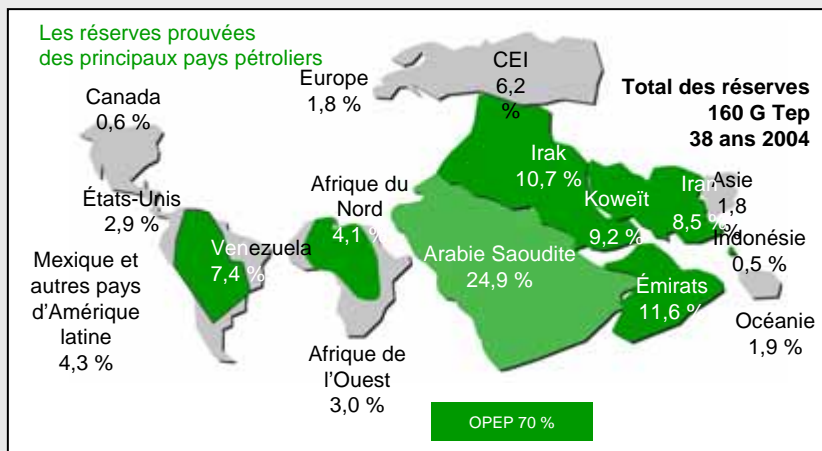 Les réserves prouvées
des principaux pays pétroliers
Canada
0,6 %
États-Unis
2,9 %
Mexique et
autres pays
d'Amérique
latine
4,3 %
Venezuela
7,4 %
Europe
1,8 %
Afrique du
Nord
4,1 %
Afrique de
l'Ouest
3,0 %
CEI
6,2
%
Total des réserves
160 G Tep
38 ans 2004
Irak
10,7 %
Koweït
9,2 %
Iran
8,5 %
Asie
1,8
%
Indonésie
0,5 %
Arabie Saoudite
24,9 %
Émirats
11,6 %
Océanie
1,9 %
OPEP 70 %